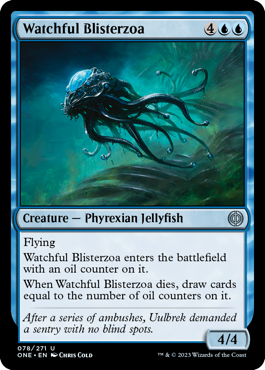 Watchful Blisterzoa 4
Creature — Phyrexian Jellyfish
Flying
Watchful Blisterzoa enters the battlefield
with an oil counter on it.
When Watchful Blisterzoa dies, draw cards
equal to the number of oil counters on it.
After a series of ambushes, Uulbrek demanded
a sentry with no blind spots.
4/4
078/271 U
ONE • EN Chris Cold
™ & © 2023 Wizards of the Coast